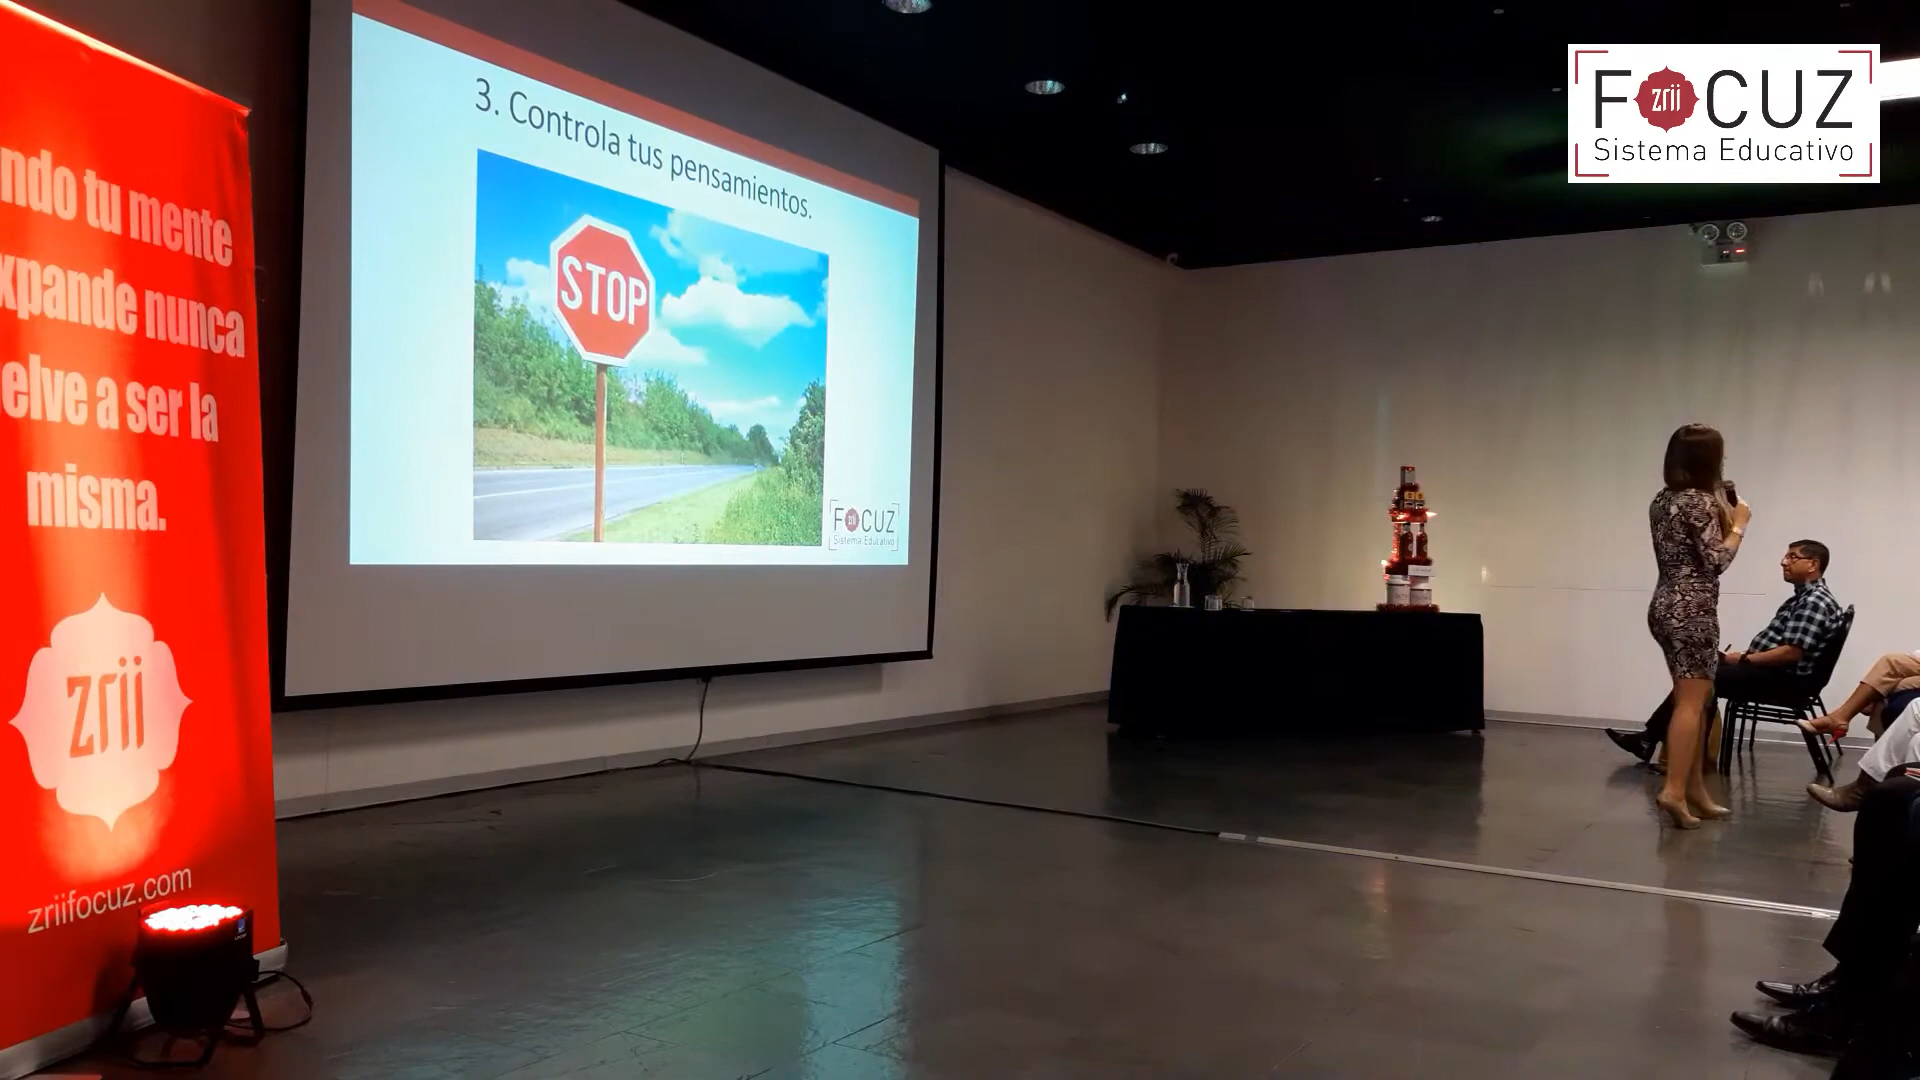 ndo tu mente
xpande nunca
elve a ser la
misma.
zrii
zriifocuz.com
3. Controla tus pensamientos.
STOP
FOCUZ
zrii
Sistema Educativo
FOCUZ
zrii
Sistema Educativo